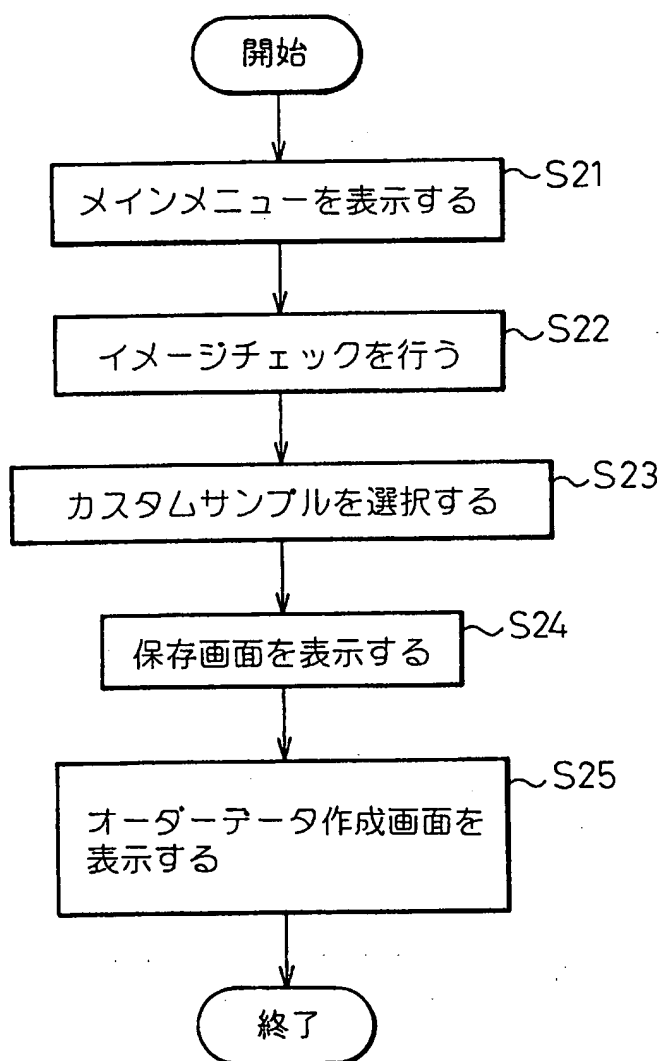 開始
メインメニューを表示する
S21
イメージチェックを行う
S22
カスタムサンプルを選択する
S23
保存画面を表示する
S24
オーダーデータ作成画面を
表示する
S25
終了